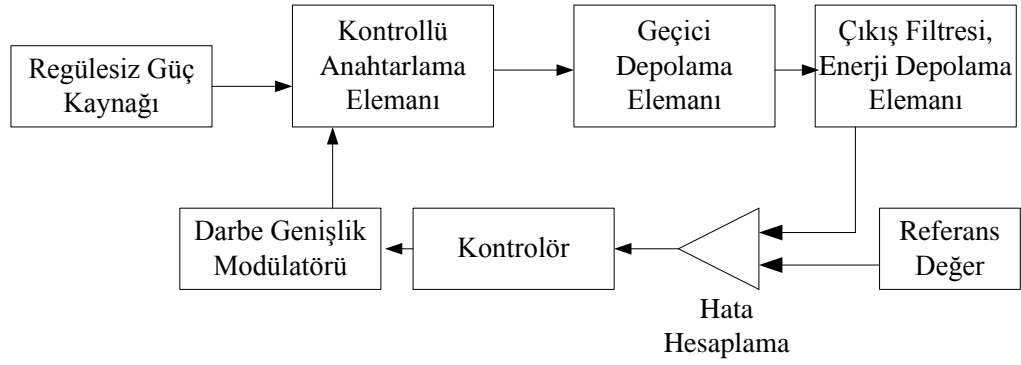 Regülesiz Güç
Kaynağı
Kontrollü
Anahtarlama
Elemanı
Geçici
Depolama
Elemanı
Çıkış Filtresi,
Enerji Depolama
Elemanı
Darbe Genişlik
Modülatörü
Kontrolör
Hata
Hesaplama
Referans
Değer